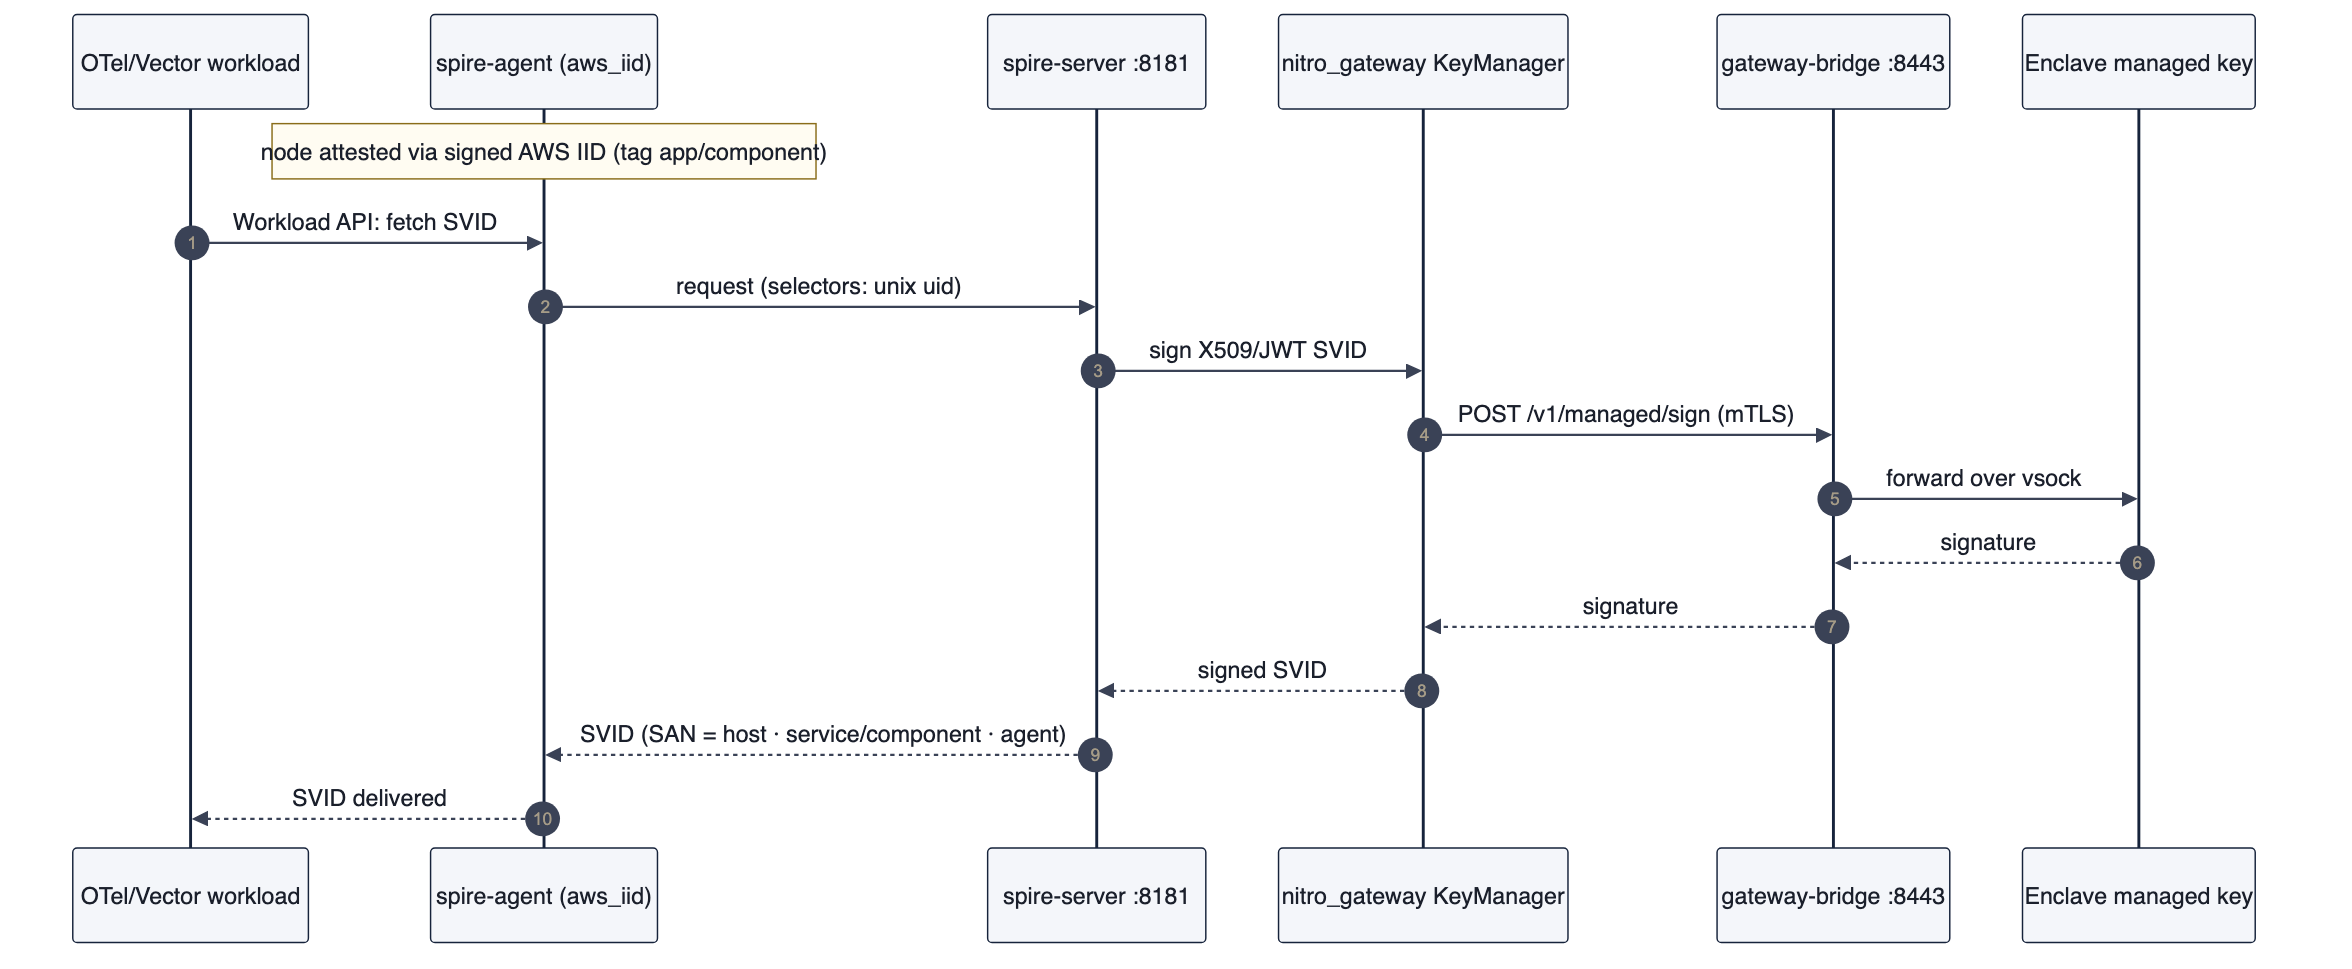 OTel/Vector workload
spire-agent (aws_iid)
spire-server :8181
nitro_gateway KeyManager
gateway-bridge :8443
Enclave managed key
node attested via signed AWS IID (tag app/component)
Workload API: fetch SVID
1
request (selectors: unix uid)
2
sign X509/JWT SVID
3
POST /v1/managed/sign (mTLS)
4
forward over vsock
5
signature
6
signature
7
signed SVID
8
SVID (SAN = host · service/component · agent)
9
SVID delivered
10
OTel/Vector workload
spire-agent (aws_iid)
spire-server :8181
nitro_gateway KeyManager
gateway-bridge :8443
Enclave managed key